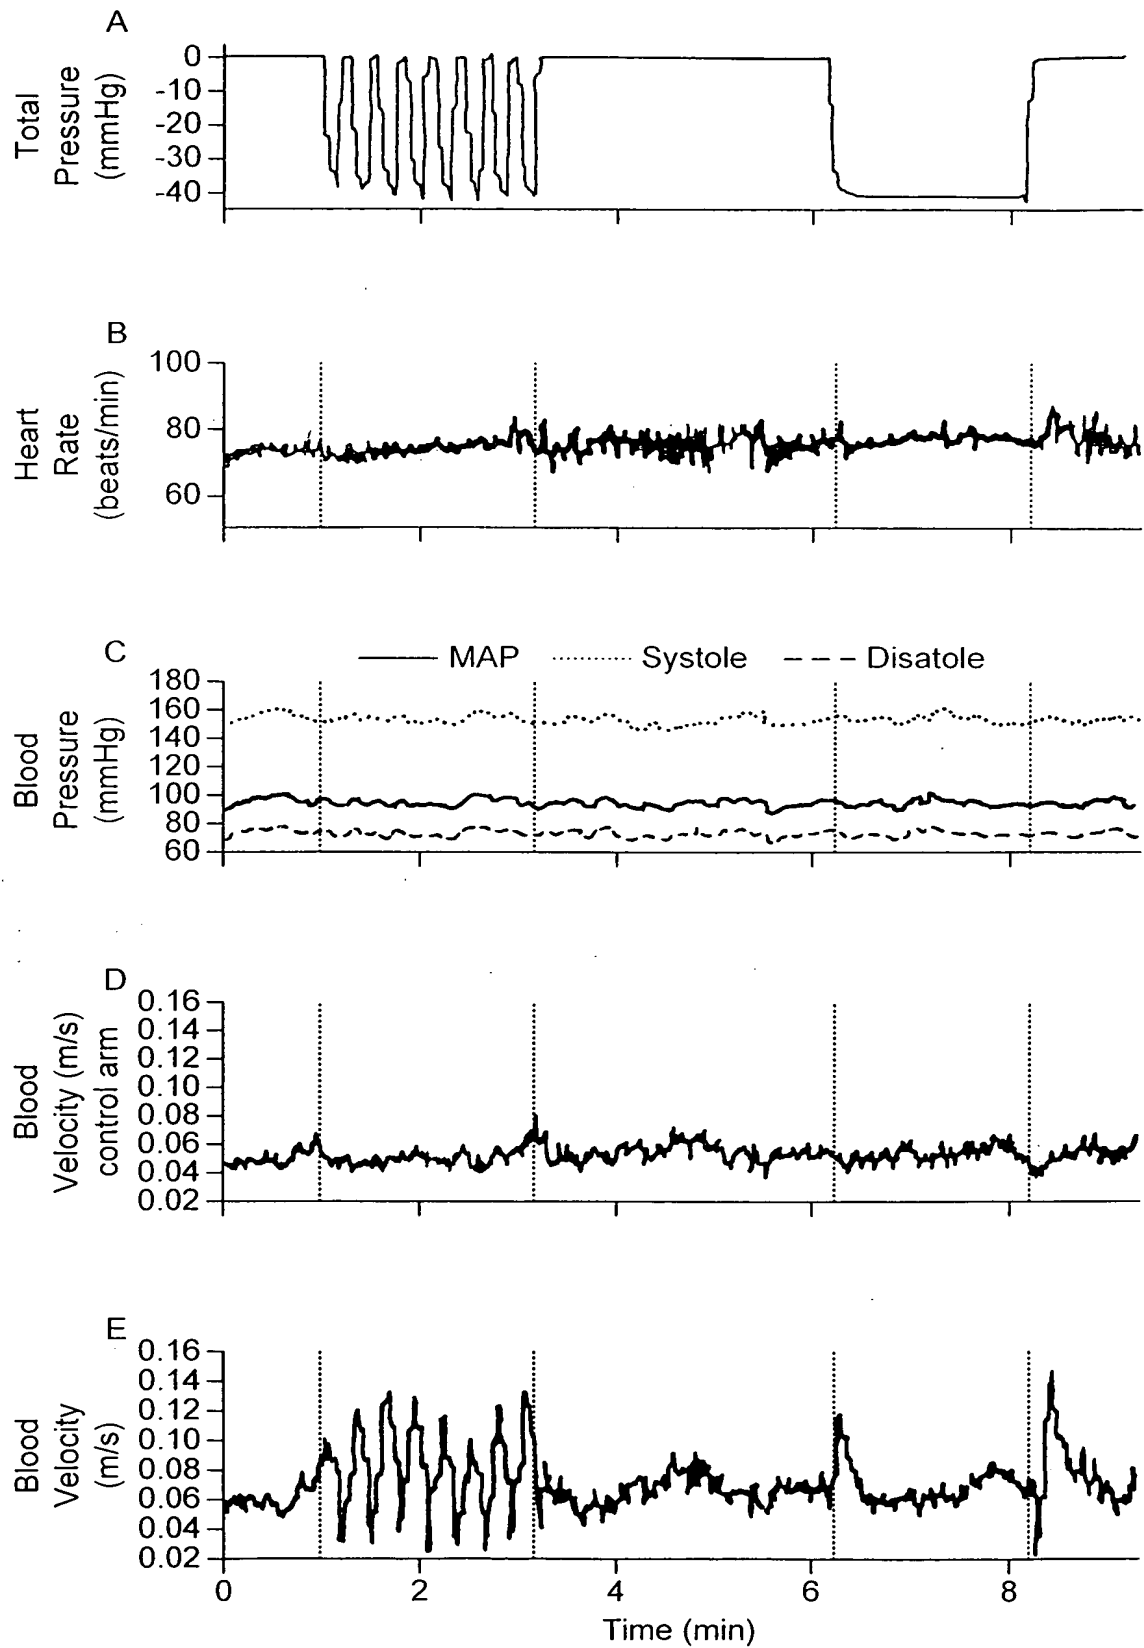 A
Total
Pressure
(mmHg)
0
-10
-20
-30
-40
B
Heart
Rate
(beats/min)
100
80
60
C
MAP Systole Disatole
Blood
Pressure
(mmHg)
180
160
140
120
100
80
60
D
Blood
Velocity (m/s)
control arm
0.16
0.14
0.12
0.10
0.08
0.06
0.04
0.02
E
Blood
Velocity
(m/s)
0.16
0.14
0.12
0.10
0.08
0.06
0.04
0.02
0 2 4 6 8
Time (min)